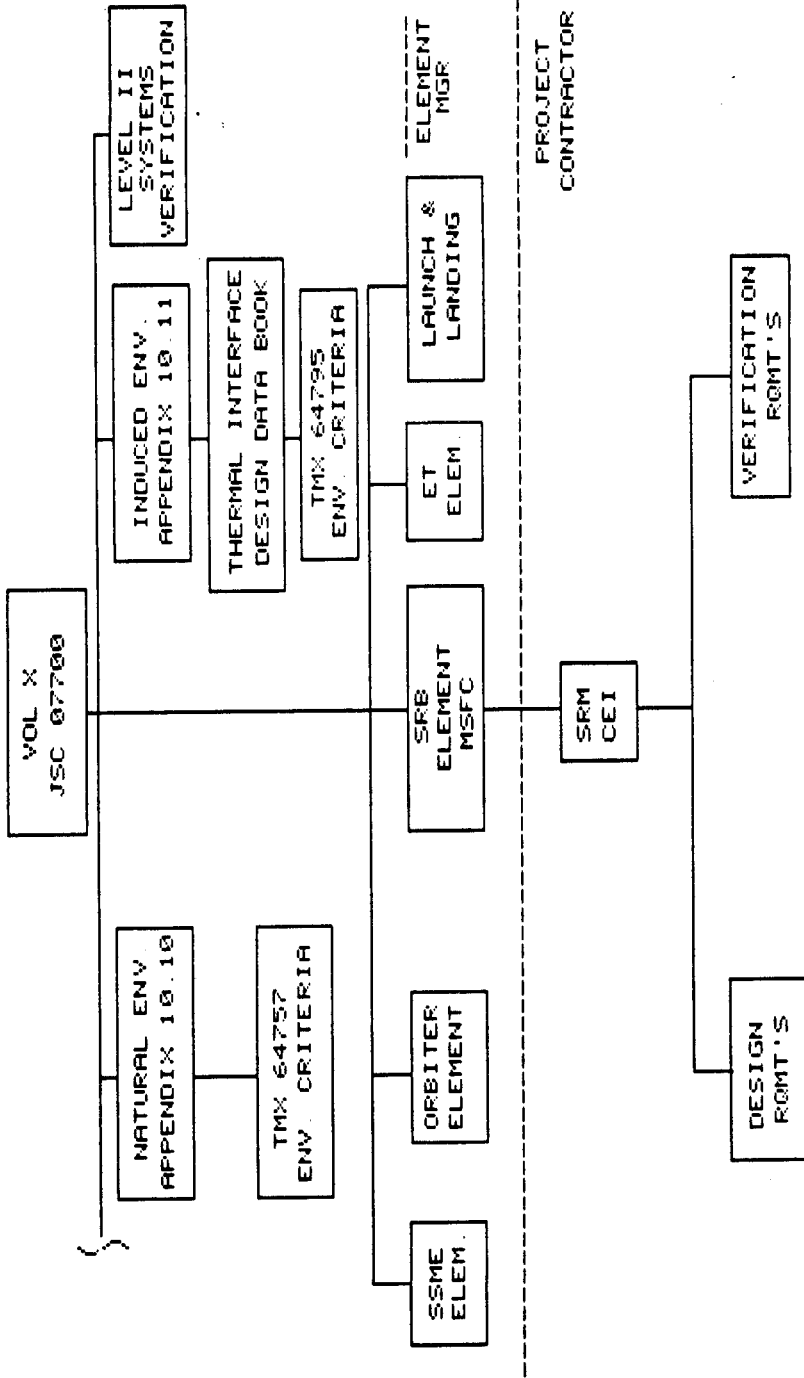 VOL X
JSC 07700
NATURAL ENV.
APPENDIX 10.10
INDUCED ENV.
APPENDIX 10.11
LEVEL II
SYSTEMS
VERIFICATION
TMX 64757
ENV. CRITERIA
THERMAL INTERFACE
DESIGN DATA BOOK
TMX 64795
ENV. CRITERIA
SSME
ELEM.
ORBITER
ELEMENT
SRB
ELEMENT
MSFC
ET
ELEM.
LAUNCH &
LANDING
ELEMENT
MGR
PROJECT
CONTRACTOR
SRM
CEI
DESIGN
RQMT'S
VERIFICATION
RQMT'S